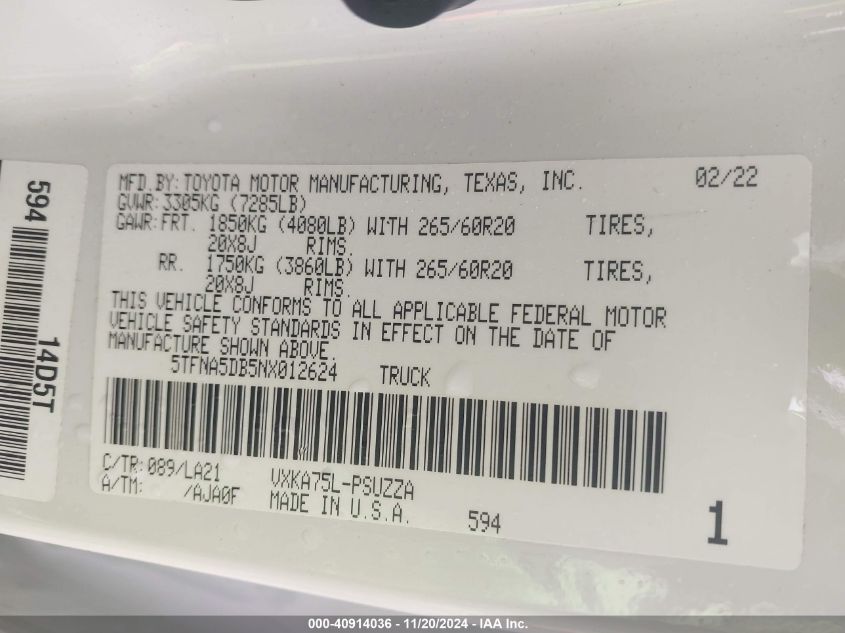 594
14D5T
MFD.BY:TOYOTA MOTOR MANUFACTURING, TEXAS, INC. 02/22
GVWR:3305KG (7285LB)
GAWR:FRT. 1850KG (4080LB) WITH 265/60R20 TIRES,
20X8J RIMS.
RR. 1750KG (3860LB) WITH 265/60R20 TIRES,
20X8J RIMS.
THIS VEHICLE CONFORMS TO ALL APPLICABLE FEDERAL MOTOR
VEHICLE SAFETY STANDARDS IN EFFECT ON THE DATE OF
MANUFACTURE SHOWN ABOVE.
5TFNA5DB5NX012624 TRUCK
C/TR:089/LA21 VXKA75L-PSUZZA
A/TM: /AJA0F MADE IN U.S.A. 594
1
000-40914036 - 11/20/2024 - IAA Inc.